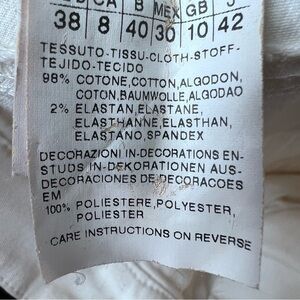 CA B MEX GB
38 8 40 30 10 42
TESSUTO-TISSU-CLOTH-STOFF-
TEJIDO-TECIDO
98% COTONE,COTTON,ALGODON,
COTON,BAUMWOLLE,ALGODAO
2% ELASTAN,ELASTANE,
ELASTHANNE,ELASTHAN,
ELASTANO,SPANDEX
DECORAZIONI IN-DECORATIONS EN-
STUDS IN-DEKORATIONEN AUS-
DECORACIONES DE-DECORACOES
EM
100% POLIESTERE,POLYESTER,
POLIESTER
CARE INSTRUCTIONS ON REVERSE